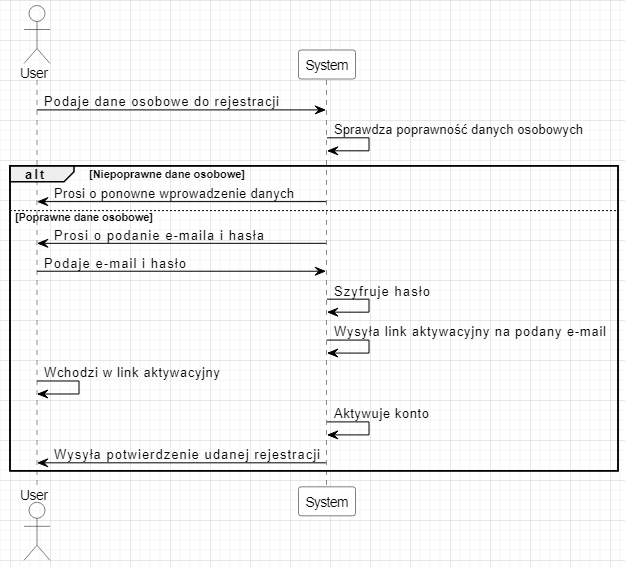 User
System
Podaje dane osobowe do rejestracji
Sprawdza poprawność danych osobowych
alt [Niepoprawne dane osobowe]
Prosi o ponowne wprowadzenie danych
[Poprawne dane osobowe]
Prosi o podanie e-maila i hasła
Podaje e-mail i hasło
Szyfruje hasło
Wysyła link aktywacyjny na podany e-mail
Wchodzi w link aktywacyjny
Aktywuje konto
Wysyła potwierdzenie udanej rejestracji
User
System